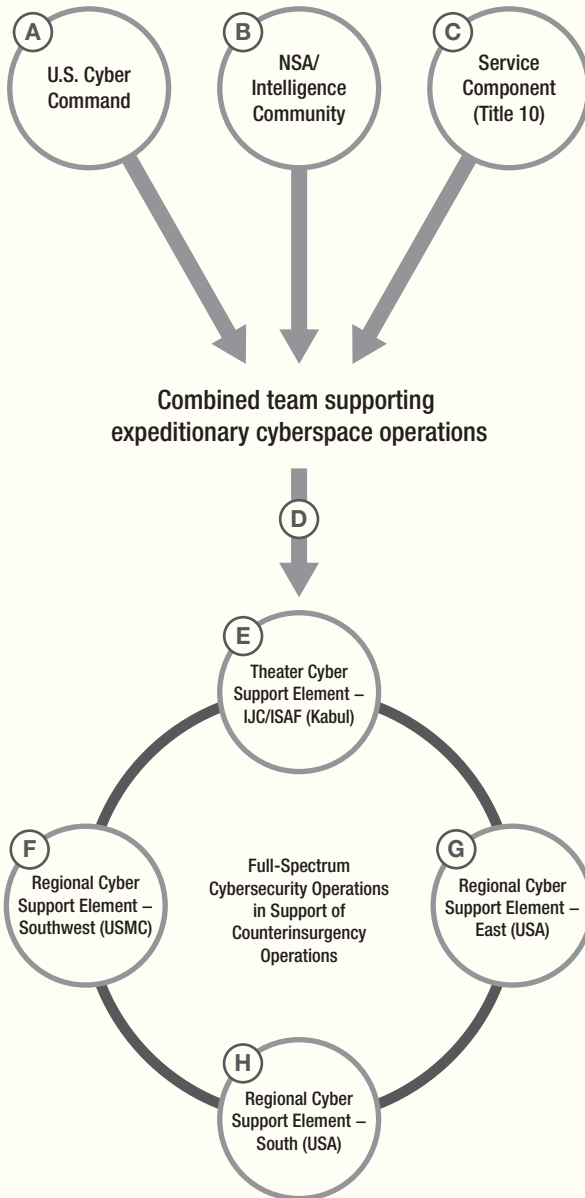 A
U.S. Cyber
Command
B
NSA/
Intelligence
Community
C
Service
Component
(Title 10)
Combined team supporting
expeditionary cyberspace operations
D
E
Theater Cyber
Support Element –
IJC/ISAF (Kabul)
F
Regional Cyber
Support Element –
Southwest (USMC)
Full-Spectrum
Cybersecurity Operations
in Support of
Counterinsurgency
Operations
G
Regional Cyber
Support Element –
East (USA)
H
Regional Cyber
Support Element –
South (USA)